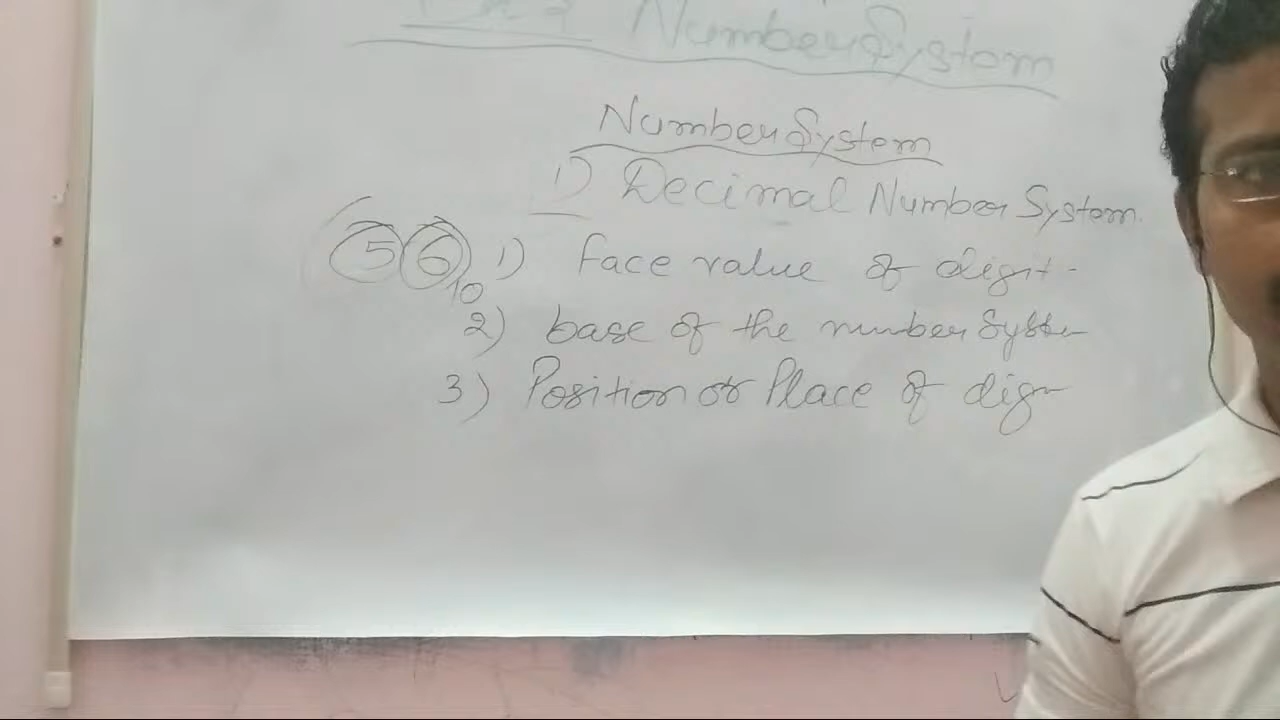 Number System
Number System
1) Decimal Number System.
56 10 1) face value of digit.
2) base of the number System
3) Position or Place of dig